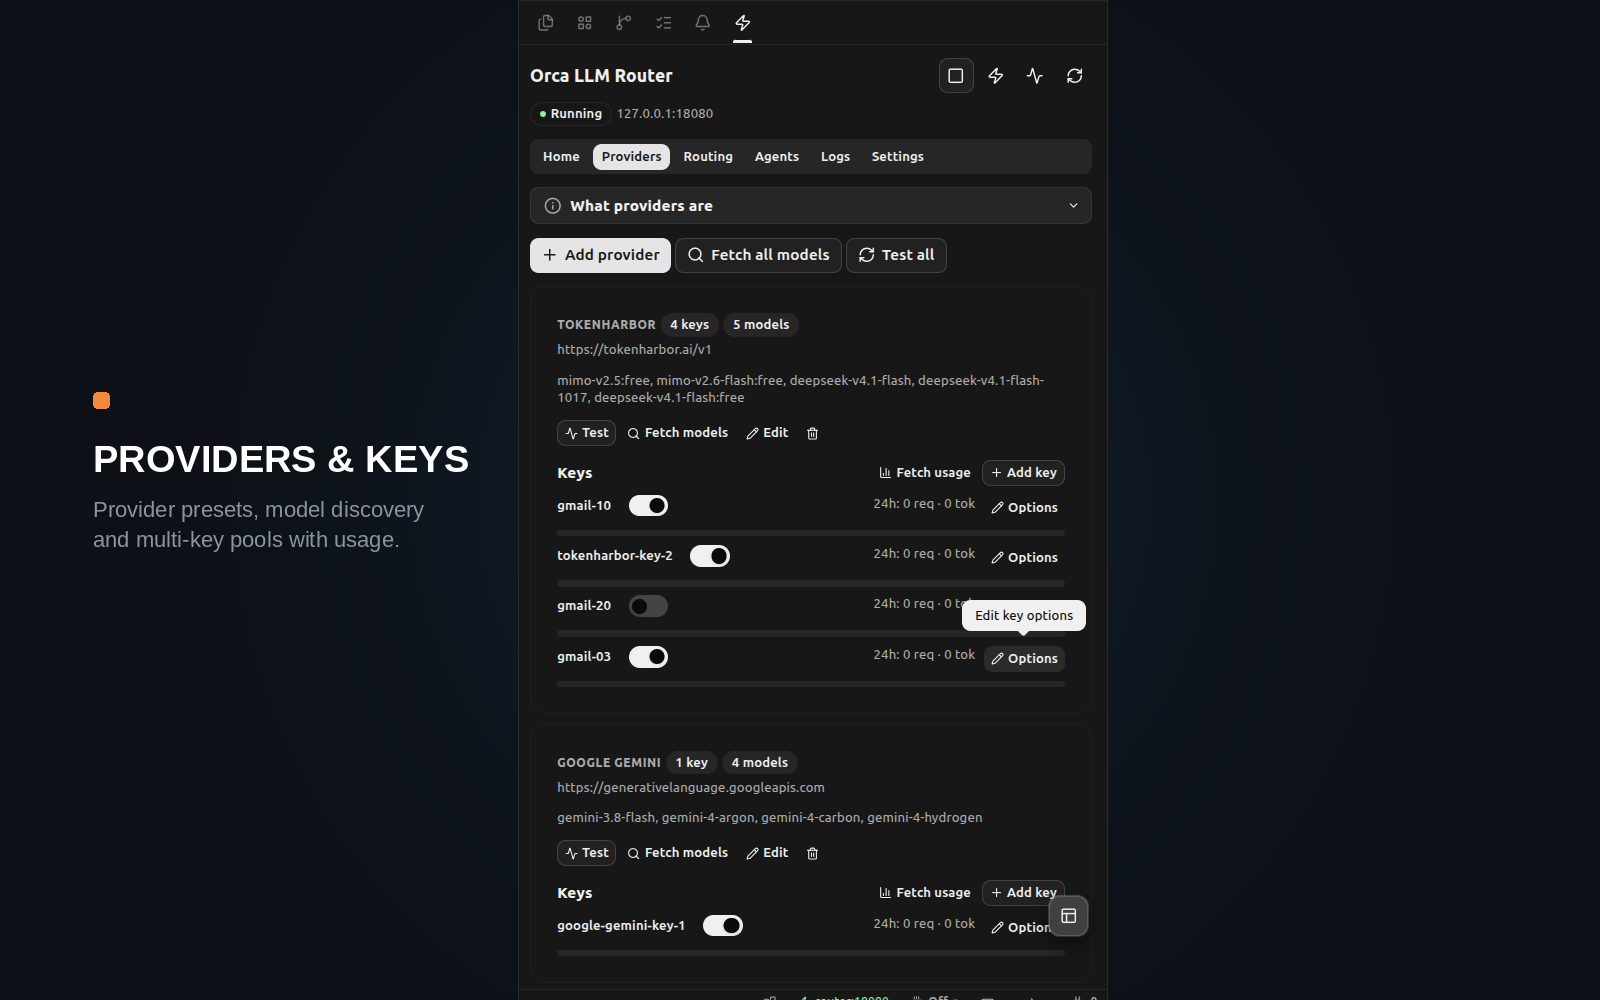 Orca LLM Router
Running 127.0.0.1:18080
Home Providers Routing Agents Logs Settings
What providers are
Add provider Fetch all models Test all
TOKENHARBOR 4 keys 5 models
https://tokenharbor.ai/v1
mimo-v2.5:free, mimo-v2.6-flash:free, deepseek-v4.1-flash, deepseek-v4.1-flash-
1017, deepseek-v4.1-flash:free
Test Fetch models Edit
Keys Fetch usage Add key
gmail-10 24h: 0 req · 0 tok Options
tokenharbor-key-2 24h: 0 req · 0 tok Options
gmail-20 24h: 0 req · 0
Edit key options
gmail-03 24h: 0 req · 0 tok Options
GOOGLE GEMINI 1 key 4 models
https://generativelanguage.googleapis.com
gemini-3.8-flash, gemini-4-argon, gemini-4-carbon, gemini-4-hydrogen
Test Fetch models Edit
Keys Fetch usage Add key
google-gemini-key-1 24h: 0 req · 0 tok
PROVIDERS & KEYS
Provider presets, model discovery
and multi-key pools with usage.